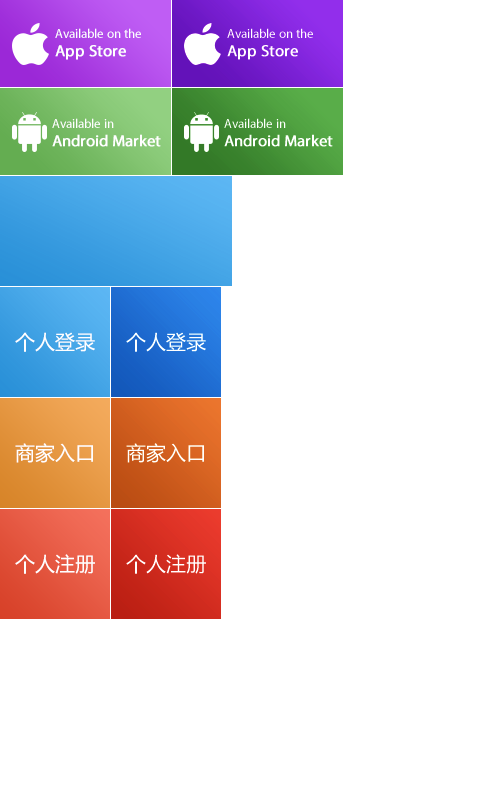 Available on the
App Store
Available on the
App Store
Available in
Android Market
Available in
Android Market
个人登录
个人登录
商家入口
商家入口
个人注册
个人注册